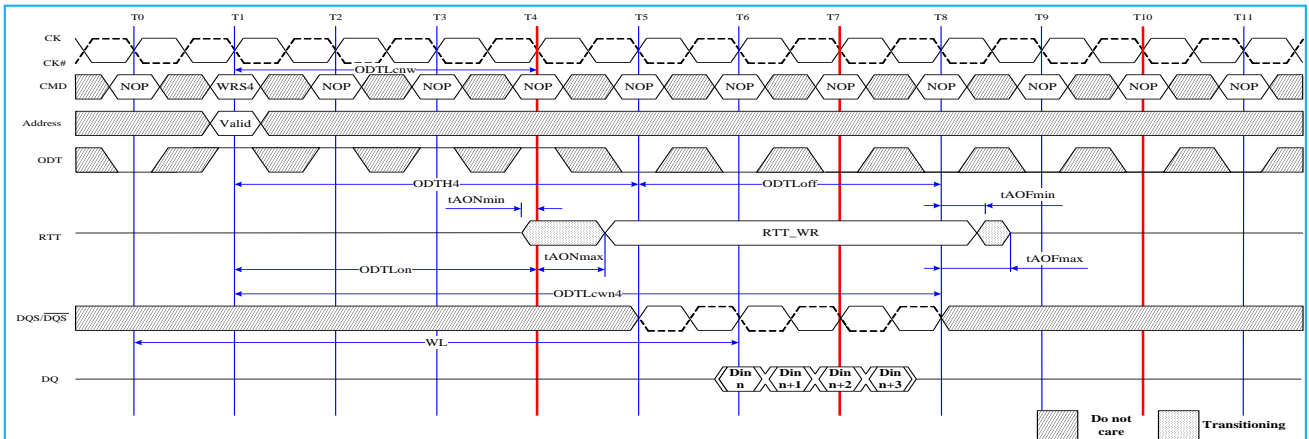 T0 T1 T2 T3 T4 T5 T6 T7 T8 T9 T10 T11
CK
CK#
ODTLcnw
CMD NOP WRS4 NOP NOP NOP NOP NOP NOP NOP NOP NOP NOP
Address Valid
ODT
ODTH4 ODTLoff
tAONmin tAOFmin
RTT RTT_WR
tAONmax tAOFmax
ODTLon
ODTLcwn4
DQS/DQS
WL
DQ Din n Din n+1 Din n+2 Din n+3
Do not care Transitioning